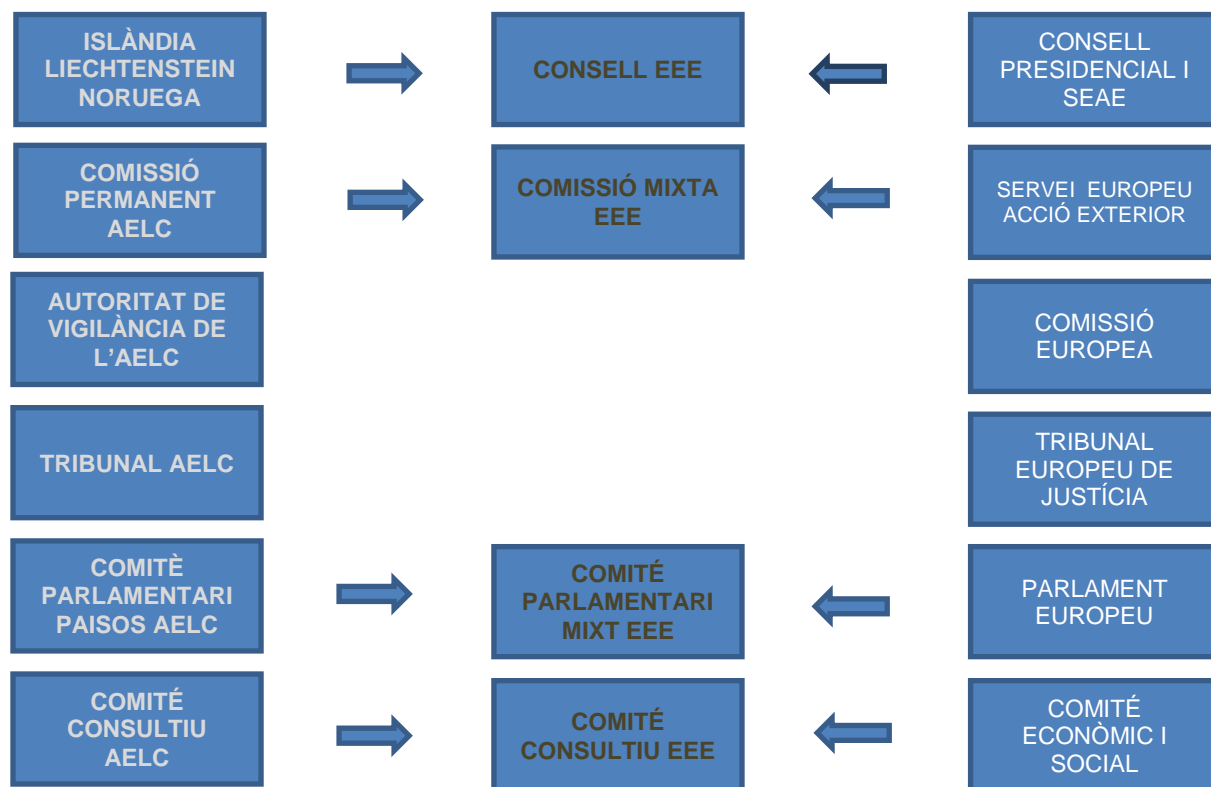 ISLÀNDIA
LIECHTENSTEIN
NORUEGA
CONSELL EEE
CONSELL
PRESIDENCIAL I
SEAE
COMISSIÓ
PERMANENT
AELC
COMISSIÓ MIXTA
EEE
SERVEI EUROPEU
ACCIÓ EXTERIOR
AUTORITAT DE
VIGILÀNCIA DE
L’AELC
COMISSIÓ
EUROPEA
TRIBUNAL AELC
TRIBUNAL
EUROPEU DE
JUSTÍCIA
COMITÈ
PARLAMENTARI
PAISOS AELC
COMITÉ
PARLAMENTARI
MIXT EEE
PARLAMENT
EUROPEU
COMITÉ
CONSULTIU
AELC
COMITÉ
CONSULTIU EEE
COMITÉ
ECONÒMIC I
SOCIAL